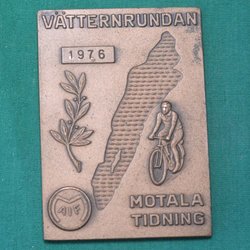 VÄTTERNRUNDAN
1976
MOTALA
TIDNING